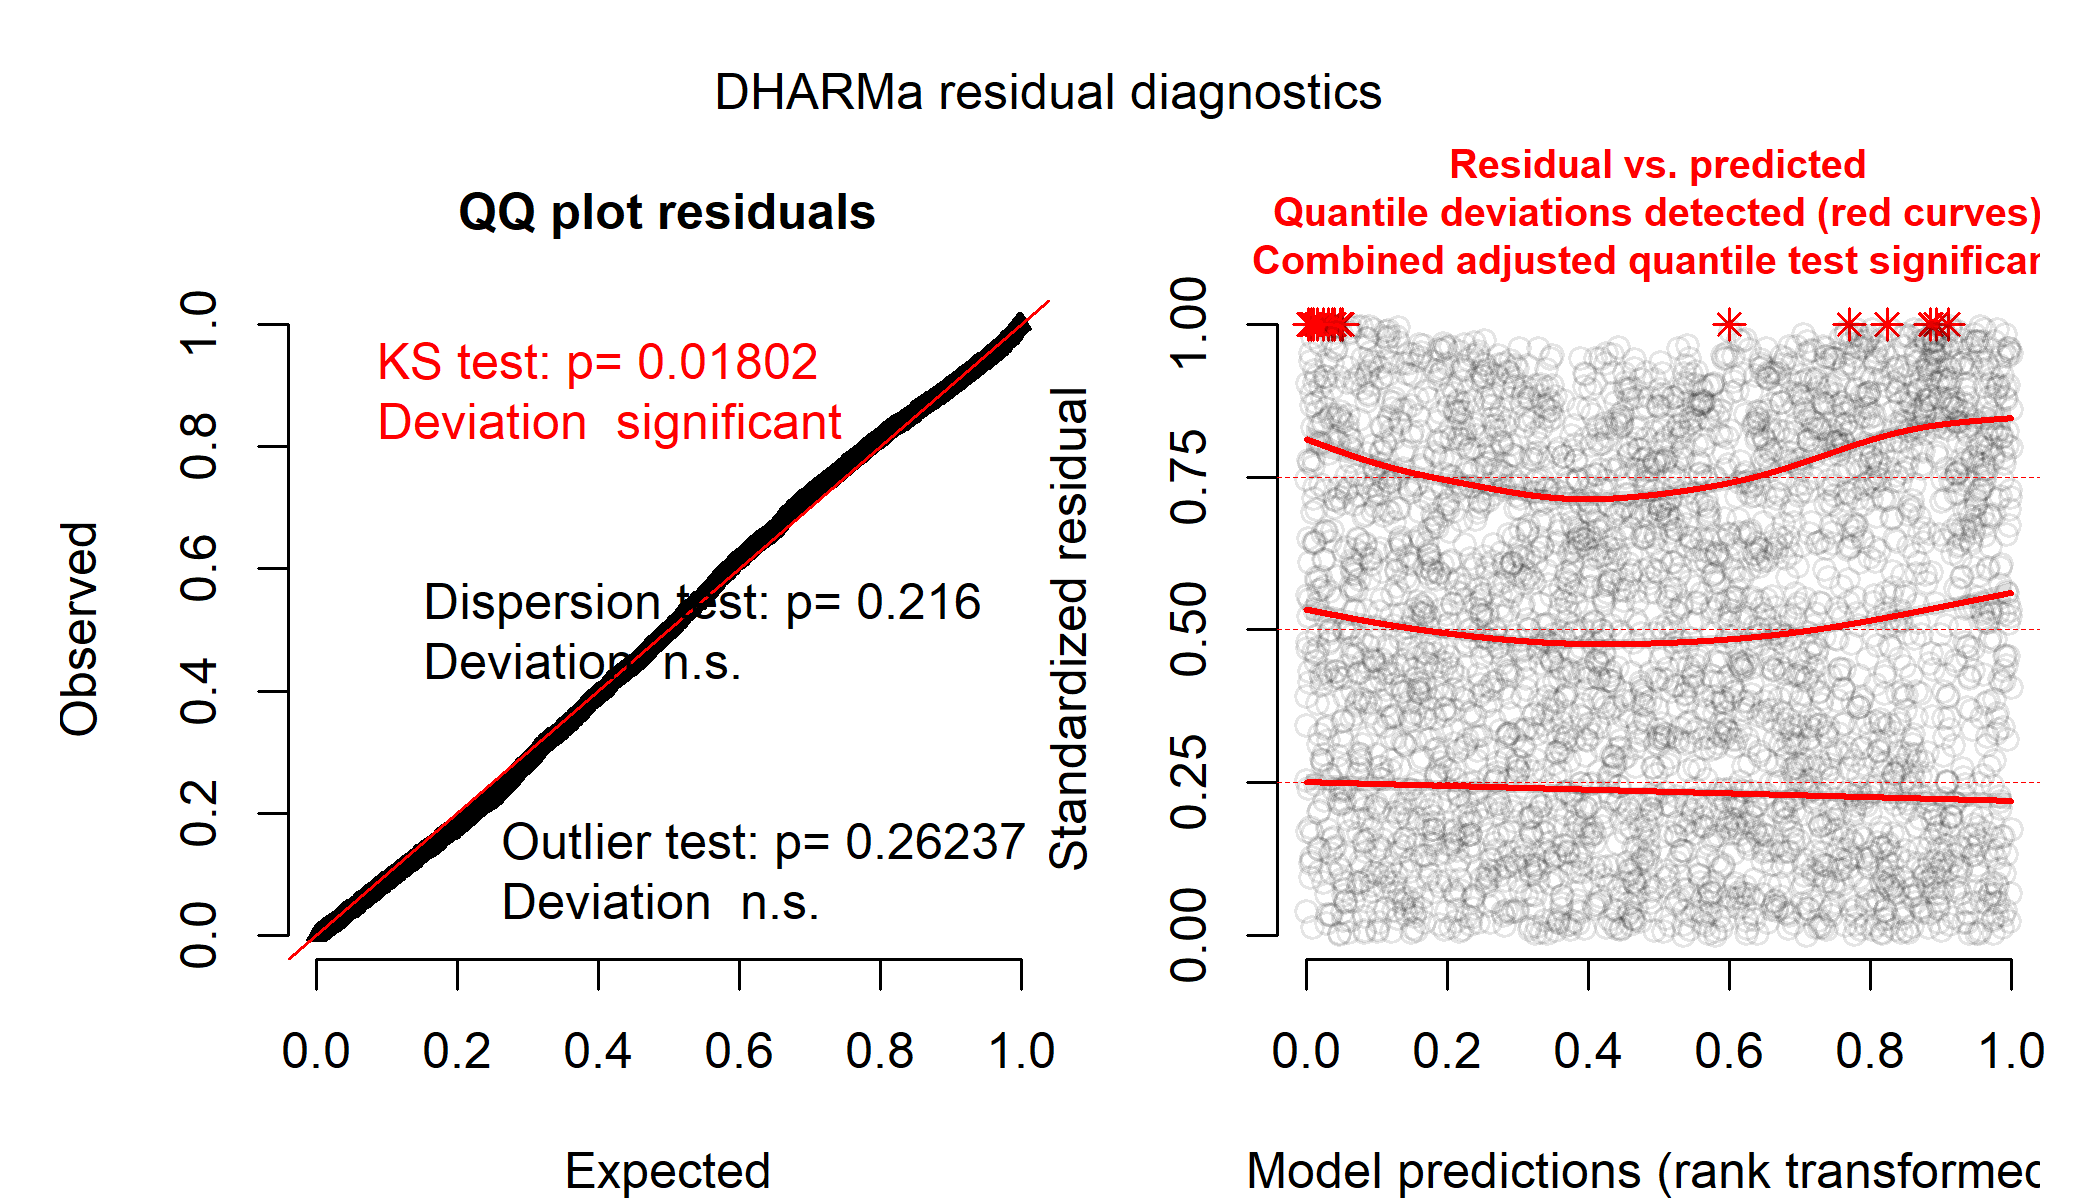 DHARMa residual diagnostics
QQ plot residuals
KS test: p= 0.01802
Deviation  significant
Dispersion test: p= 0.216
Deviation  n.s.
Outlier test: p= 0.26237
Deviation  n.s.
Observed
0.0 0.2 0.4 0.6 0.8 1.0
0.0 0.2 0.4 0.6 0.8 1.0
Expected
Residual vs. predicted
Quantile deviations detected (red curves)
Combined adjusted quantile test significan
Standardized residual
0.00 0.25 0.50 0.75 1.00
0.0 0.2 0.4 0.6 0.8 1.0
Model predictions (rank transformed